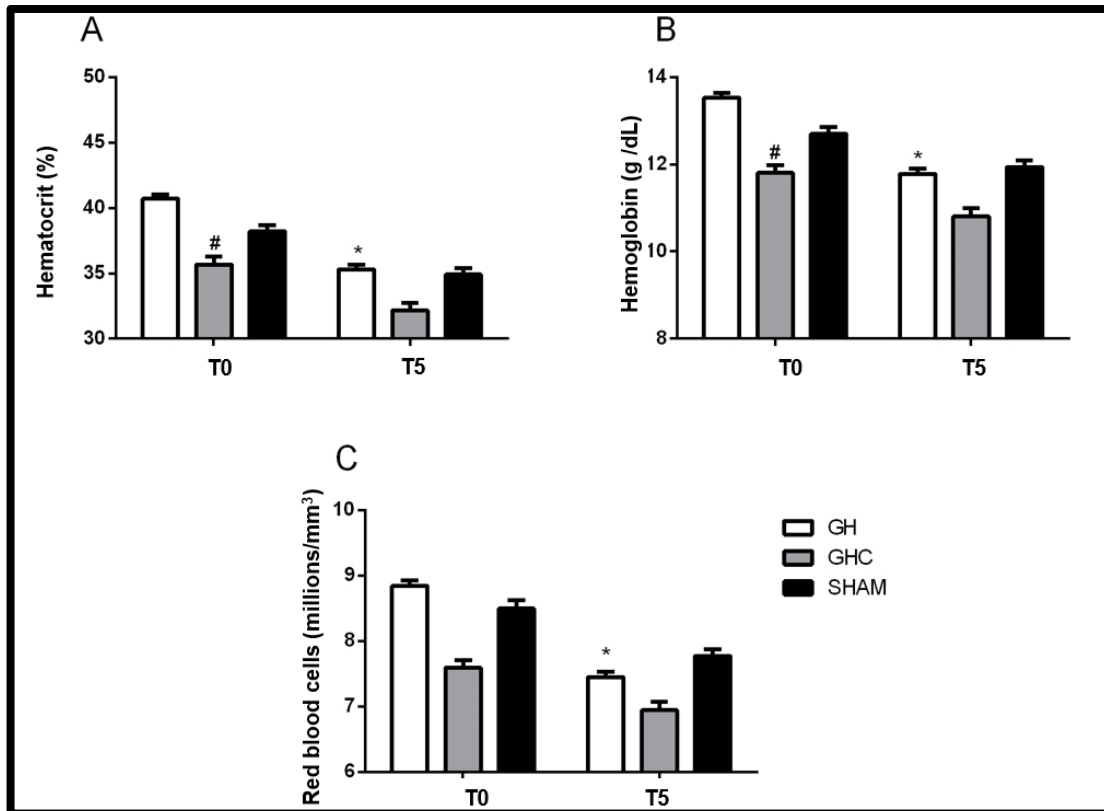 A
Hematocrit (%)
50
45
40
35
30
#
*
T0
T5
B
Hemoglobin (g /dL)
14
12
10
8
#
*
T0
T5
C
Red blood cells (millions/mm³)
10
9
8
7
6
*
T0
T5
GH
GHC
SHAM